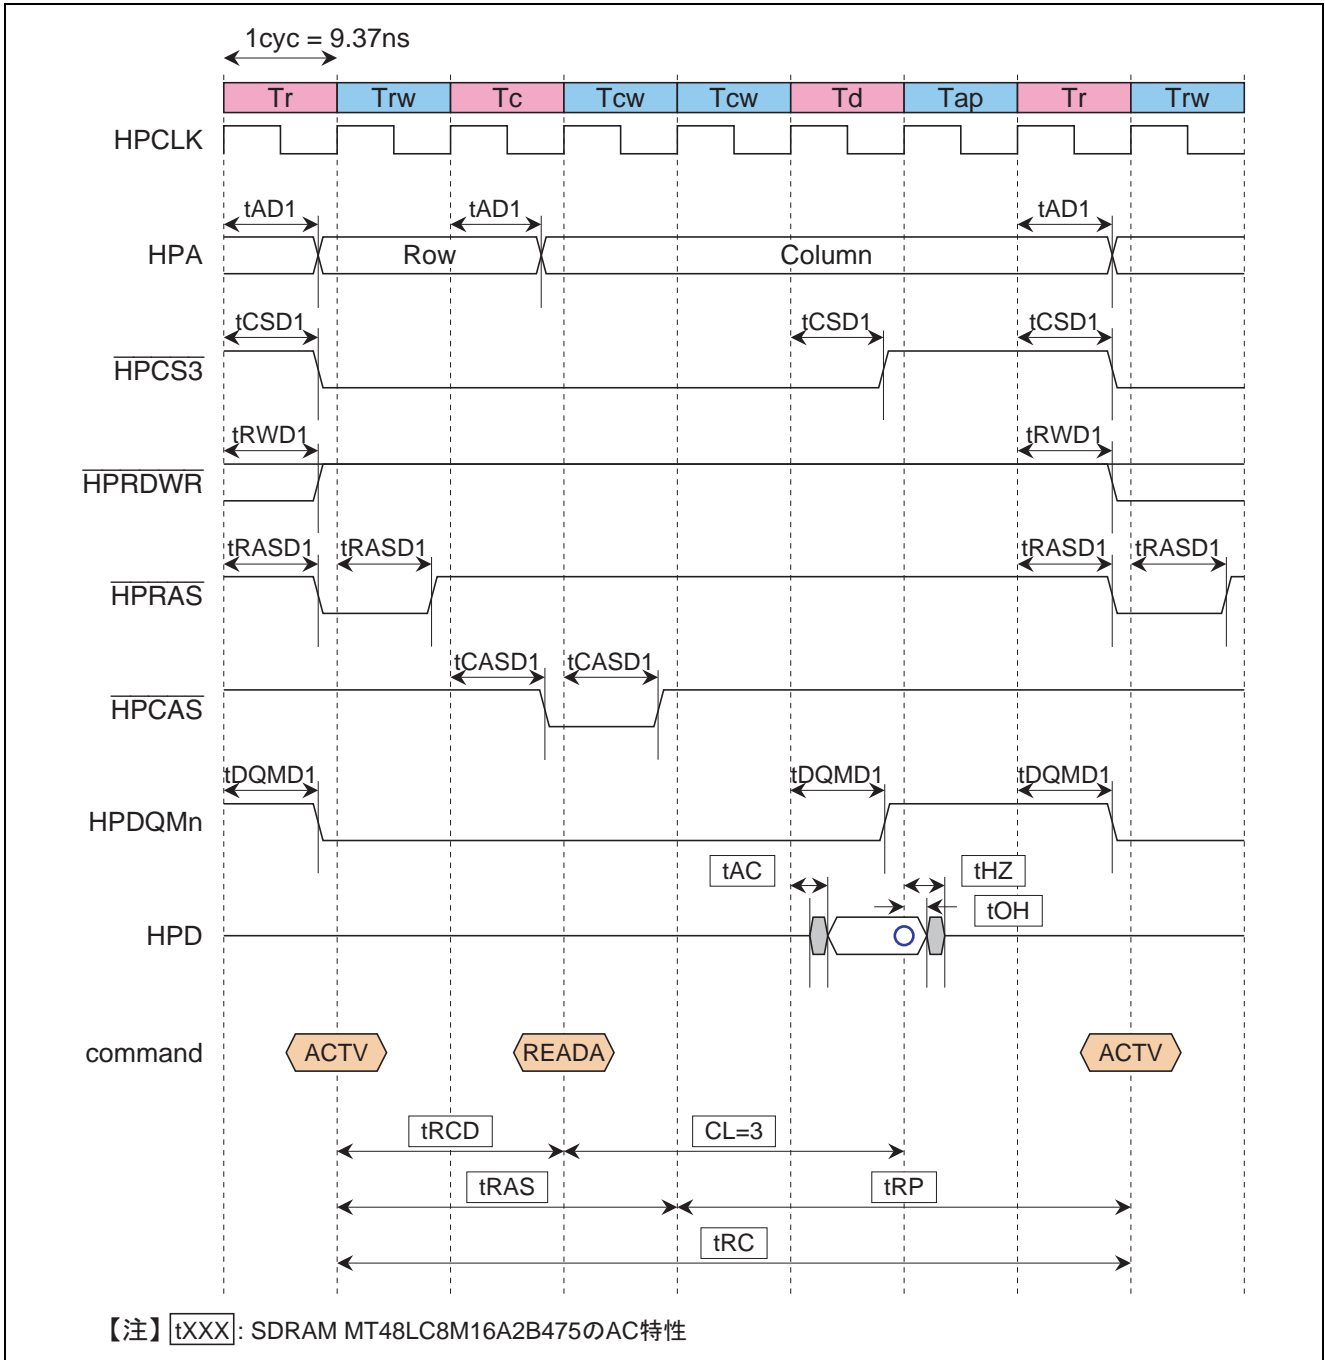 1cyc = 9.37ns
Tr Trw Tc Tcw Tcw Td Tap Tr Trw
HPCLK
tAD1 tAD1 tAD1
HPA Row Column
tCSD1 tCSD1 tCSD1
HPCS3
tRWD1 tRWD1
HPRDWR
tRASD1 tRASD1 tRASD1 tRASD1
HPRAS
tCASD1 tCASD1
HPCAS
tDQMD1 tDQMD1 tDQMD1
HPDQMn
tAC tHZ
tOH
HPD
command ACTV READA ACTV
tRCD CL=3
tRAS tRP
tRC
【注】 tXXX : SDRAM MT48LC8M16A2B475のAC特性